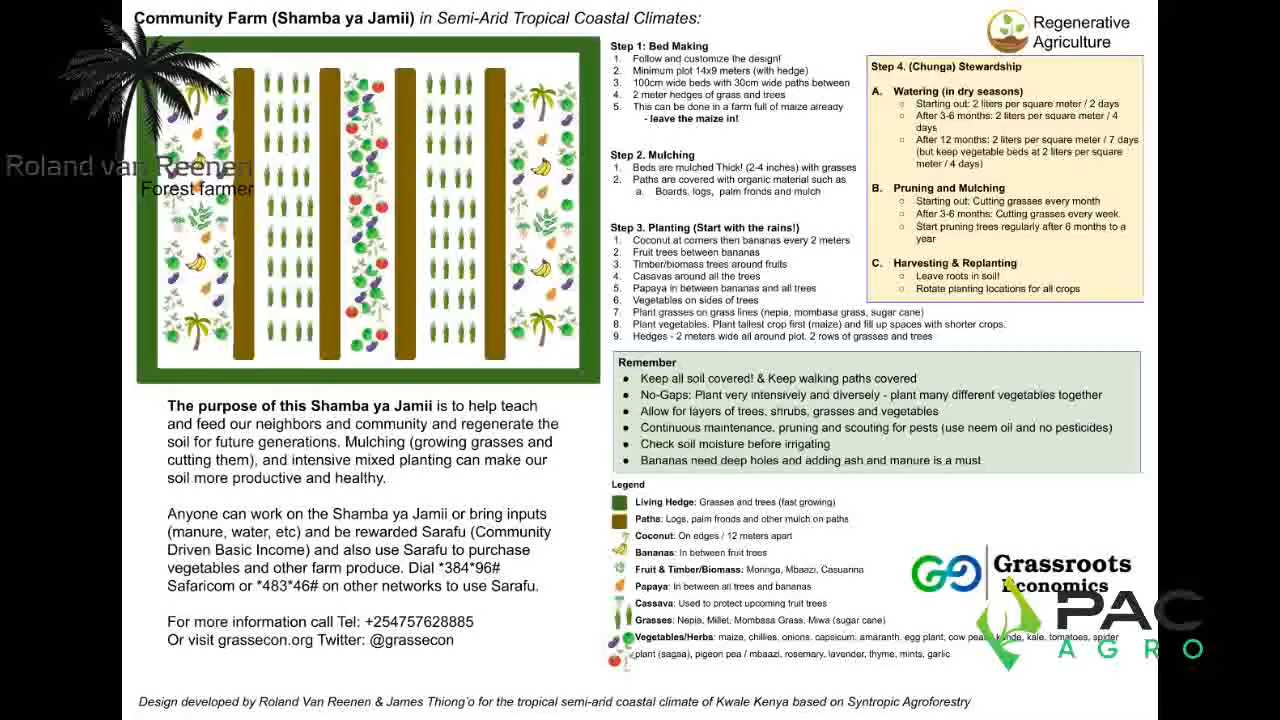 Community Farm (Shamba ya Jamii) in Semi-Arid Tropical Coastal Climates:
Roland van Reenen
Forest farmer
Regenerative
Agriculture
Step 1: Bed Making
1. Follow and customize the design!
2. Minimum plot 14x9 meters (with hedge)
3. 100cm wide beds with 30cm wide paths between
4. 2 meter hedges of grass and trees
5. This can be done in a farm full of maize already
- leave the maize in!
Step 2. Mulching
1. Beds are mulched Thick! (2-4 inches) with grasses
2. Paths are covered with organic material such as
a. Boards, logs, palm fronds and mulch
Step 3. Planting (Start with the rains!)
1. Coconut at corners then bananas every 2 meters
2. Fruit trees between bananas
3. Timber/biomass trees around fruits
4. Casavas around all the trees
5. Papaya in between bananas and all trees
6. Vegetables on sides of trees
7. Plant grasses on grass lines (nepia, mombasa grass, sugar cane)
8. Plant vegetables. Plant tallest crop first (maize) and fill up spaces with shorter crops.
9. Hedges - 2 meters wide all around plot. 2 rows of grasses and trees
Step 4. (Chunga) Stewardship
A. Watering (in dry seasons)
○ Starting out: 2 liters per square meter / 2 days
○ After 3-6 months: 2 liters per square meter / 4
days
○ After 12 months: 2 liters per square meter / 7 days
(but keep vegetable beds at 2 liters per square
meter / 4 days)
B. Pruning and Mulching
○ Starting out: Cutting grasses every month
○ After 3-6 months: Cutting grasses every week.
○ Start pruning trees regularly after 6 months to a
year
C. Harvesting & Replanting
○ Leave roots in soil!
○ Rotate planting locations for all crops
Remember
● Keep all soil covered! & Keep walking paths covered
● No-Gaps: Plant very intensively and diversely - plant many different vegetables together
● Allow for layers of trees, shrubs, grasses and vegetables
● Continuous maintenance, pruning and scouting for pests (use neem oil and no pesticides)
● Check soil moisture before irrigating
● Bananas need deep holes and adding ash and manure is a must
The purpose of this Shamba ya Jamii is to help teach
and feed our neighbors and community and regenerate the
soil for future generations. Mulching (growing grasses and
cutting them), and intensive mixed planting can make our
soil more productive and healthy.
Anyone can work on the Shamba ya Jamii or bring inputs
(manure, water, etc) and be rewarded Sarafu (Community
Driven Basic Income) and also use Sarafu to purchase
vegetables and other farm produce. Dial *384*96#
Safaricom or *483*46# on other networks to use Sarafu.
For more information call Tel: +254757628885
Or visit grassecon.org Twitter: @grassecon
Legend
Living Hedge: Grasses and trees (fast growing)
Paths: Logs, palm fronds and other mulch on paths
Coconut: On edges / 12 meters apart
Bananas: In between fruit trees
Fruit & Timber/Biomass: Moringa, Mbaazi, Casuarina
Papaya: In between all trees and bananas
Cassava: Used to protect upcoming fruit trees
Grasses: Nepia, Millet, Mombasa Grass, Miwa (sugar cane)
Vegetables/Herbs: maize, chillies, onions, capsicum, amaranth, egg plant, cow peas / kunde, kale, tomatoes, spider
plant (sagaa), pigeon pea / mbaazi, rosemary, lavender, thyme, mints, garlic
Grassroots
Economics
PAC
AGRO
Design developed by Roland Van Reenen & James Thiong'o for the tropical semi-arid coastal climate of Kwale Kenya based on Syntropic Agroforestry